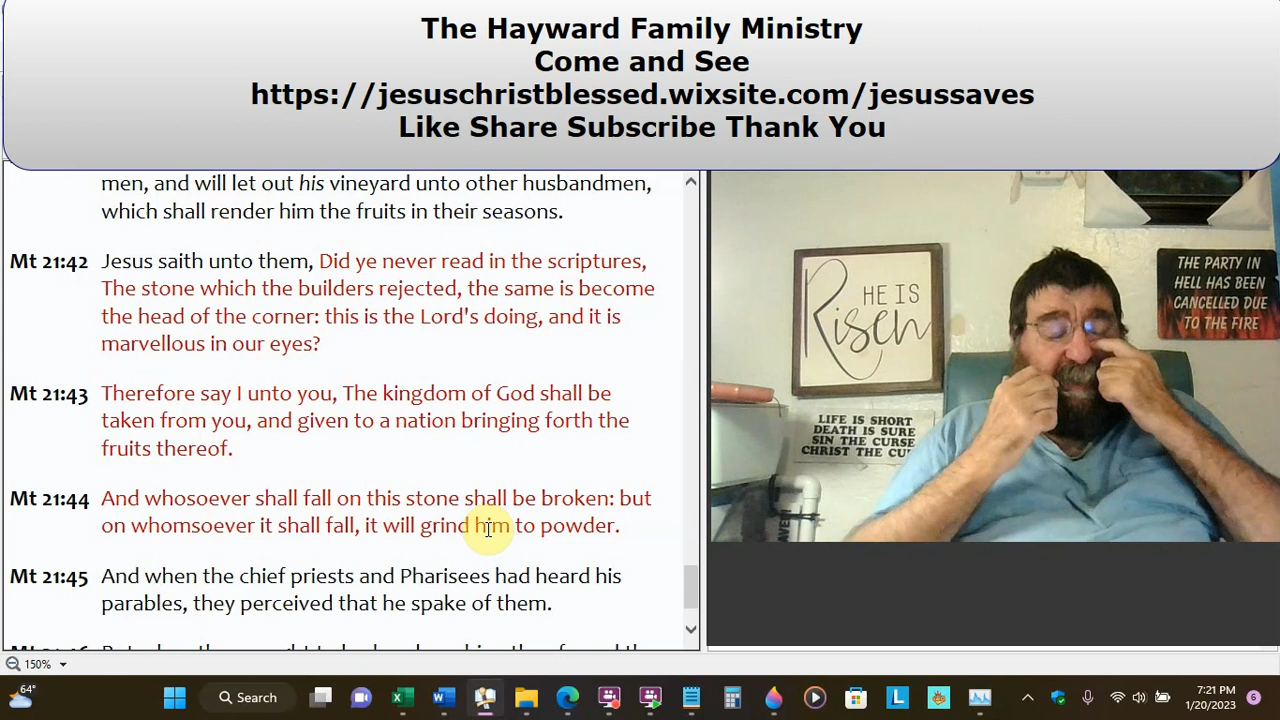 The Hayward Family Ministry
Come and See
https://jesuschristblessed.wixsite.com/jesussaves
Like Share Subscribe Thank You
men, and will let out his vineyard unto other husbandmen,
which shall render him the fruits in their seasons.
Mt 21:42 Jesus saith unto them, Did ye never read in the scriptures,
The stone which the builders rejected, the same is become
the head of the corner: this is the Lord's doing, and it is
marvellous in our eyes?
Mt 21:43 Therefore say I unto you, The kingdom of God shall be
taken from you, and given to a nation bringing forth the
fruits thereof.
Mt 21:44 And whosoever shall fall on this stone shall be broken: but
on whomsoever it shall fall, it will grind him to powder.
Mt 21:45 And when the chief priests and Pharisees had heard his
parables, they perceived that he spake of them.
HE IS
Risen
THE PARTY IN
HELL HAS BEEN
CANCELLED DUE
TO THE FIRE
LIFE IS SHORT
DEATH IS SURE
SIN THE CURSE
CHRIST THE CU
150%
64°
Search
7:21 PM
1/20/2023
6